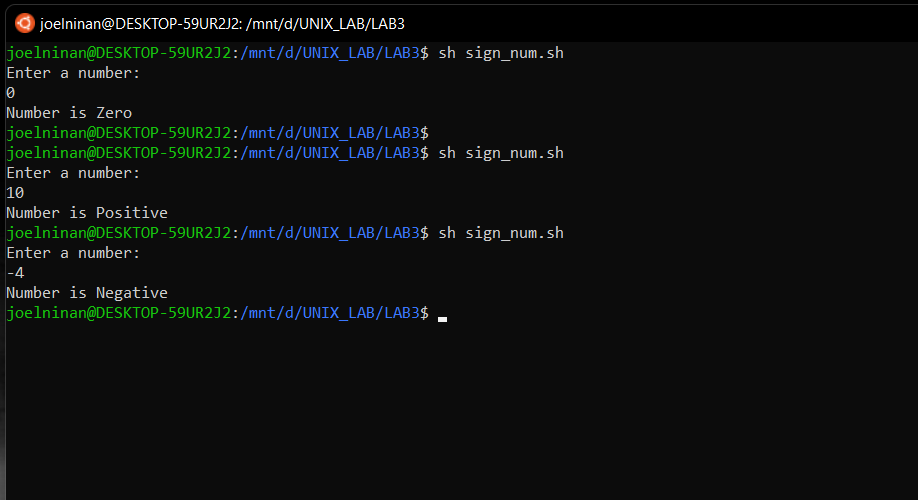 joelninan@DESKTOP-59UR2J2: /mnt/d/UNIX_LAB/LAB3
joelninan@DESKTOP-59UR2J2:/mnt/d/UNIX_LAB/LAB3$ sh sign_num.sh
Enter a number:
0
Number is Zero
joelninan@DESKTOP-59UR2J2:/mnt/d/UNIX_LAB/LAB3$
joelninan@DESKTOP-59UR2J2:/mnt/d/UNIX_LAB/LAB3$ sh sign_num.sh
Enter a number:
10
Number is Positive
joelninan@DESKTOP-59UR2J2:/mnt/d/UNIX_LAB/LAB3$ sh sign_num.sh
Enter a number:
-4
Number is Negative
joelninan@DESKTOP-59UR2J2:/mnt/d/UNIX_LAB/LAB3$